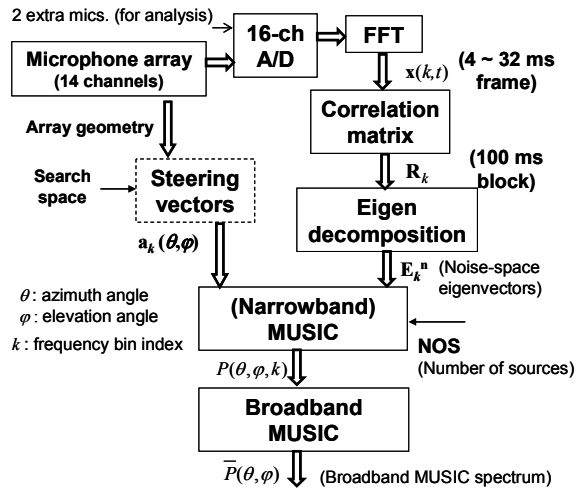 2 extra mics. (for analysis)
16-ch
A/D
FFT
Microphone array
(14 channels)
x(k,t)
(4 ~ 32 ms
frame)
Array geometry
Correlation
matrix
Search
space
Steering
vectors
R_k
(100 ms
block)
Eigen
decomposition
a_k(θ,φ)
E_k^n
(Noise-space
eigenvectors)
θ : azimuth angle
φ : elevation angle
k : frequency bin index
(Narrowband)
MUSIC
NOS
(Number of sources)
P(θ,φ,k)
Broadband
MUSIC
P̅(θ,φ)
(Broadband MUSIC spectrum)